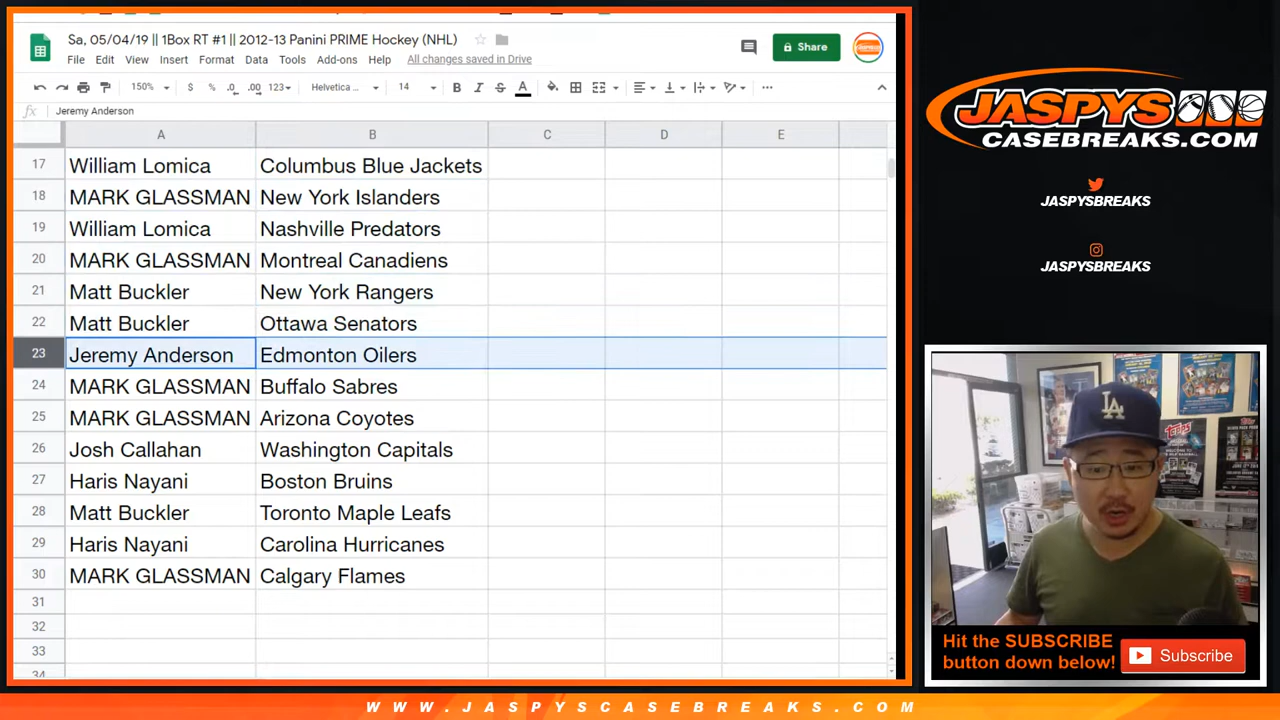 Sa, 05/04/19 || 1Box RT #1 || 2012-13 Panini PRIME Hockey (NHL)
File Edit View Insert Format Data Tools Add-ons Help All changes saved in Drive
Share
150% $ % .0 .00 123 Helvetica ... 14 B I S A
fx Jeremy Anderson
A B C D E
17 William Lomica Columbus Blue Jackets
18 MARK GLASSMAN New York Islanders
19 William Lomica Nashville Predators
20 MARK GLASSMAN Montreal Canadiens
21 Matt Buckler New York Rangers
22 Matt Buckler Ottawa Senators
23 Jeremy Anderson Edmonton Oilers
24 MARK GLASSMAN Buffalo Sabres
25 MARK GLASSMAN Arizona Coyotes
26 Josh Callahan Washington Capitals
27 Haris Nayani Boston Bruins
28 Matt Buckler Toronto Maple Leafs
29 Haris Nayani Carolina Hurricanes
30 MARK GLASSMAN Calgary Flames
31
32
33
34
JASPYS
CASEBREAKS.COM
JASPYSBREAKS
JASPYSBREAKS
LA
TOPPS
Hit the SUBSCRIBE
button down below!
Subscribe
WWW.JASPYSCASEBREAKS.COM